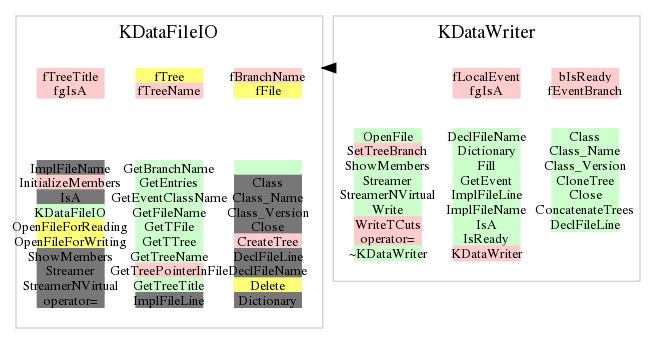 KDataFileIO
fTreeTitle fTree fBranchName
fgIsA fTreeName fFile
ImplFileName GetBranchName
InitializeMembers GetEntries Class
IsA GetEventClassName Class_Name
KDataFileIO GetFileName Class_Version
OpenFileForReading GetTFile Close
OpenFileForWriting GetTTree CreateTree
ShowMembers GetTreeName DeclFileLine
Streamer GetTreePointerInFile DeclFileName
StreamerNVirtual GetTreeTitle Delete
operator= ImplFileLine Dictionary
KDataWriter
fLocalEvent bIsReady
fgIsA fEventBranch
OpenFile DeclFileName Class
SetTreeBranch Dictionary Class_Name
ShowMembers Fill Class_Version
Streamer GetEvent CloneTree
StreamerNVirtual ImplFileLine Close
Write ImplFileName ConcatenateTrees
WriteTCuts IsA DeclFileLine
operator= IsReady
~KDataWriter KDataWriter